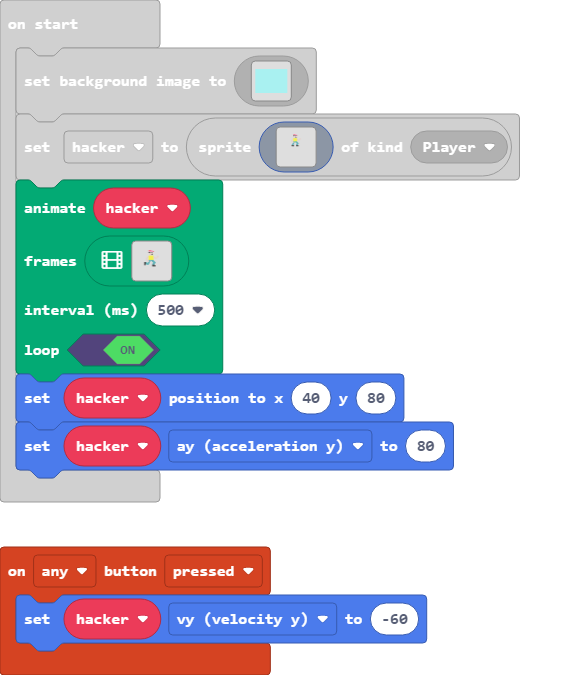 on start
set background image to
set hacker to sprite of kind Player
animate hacker
frames
interval (ms) 500
loop ON
set hacker position to x 40 y 80
set hacker ay (acceleration y) to 80
on any button pressed
set hacker vy (velocity y) to -60